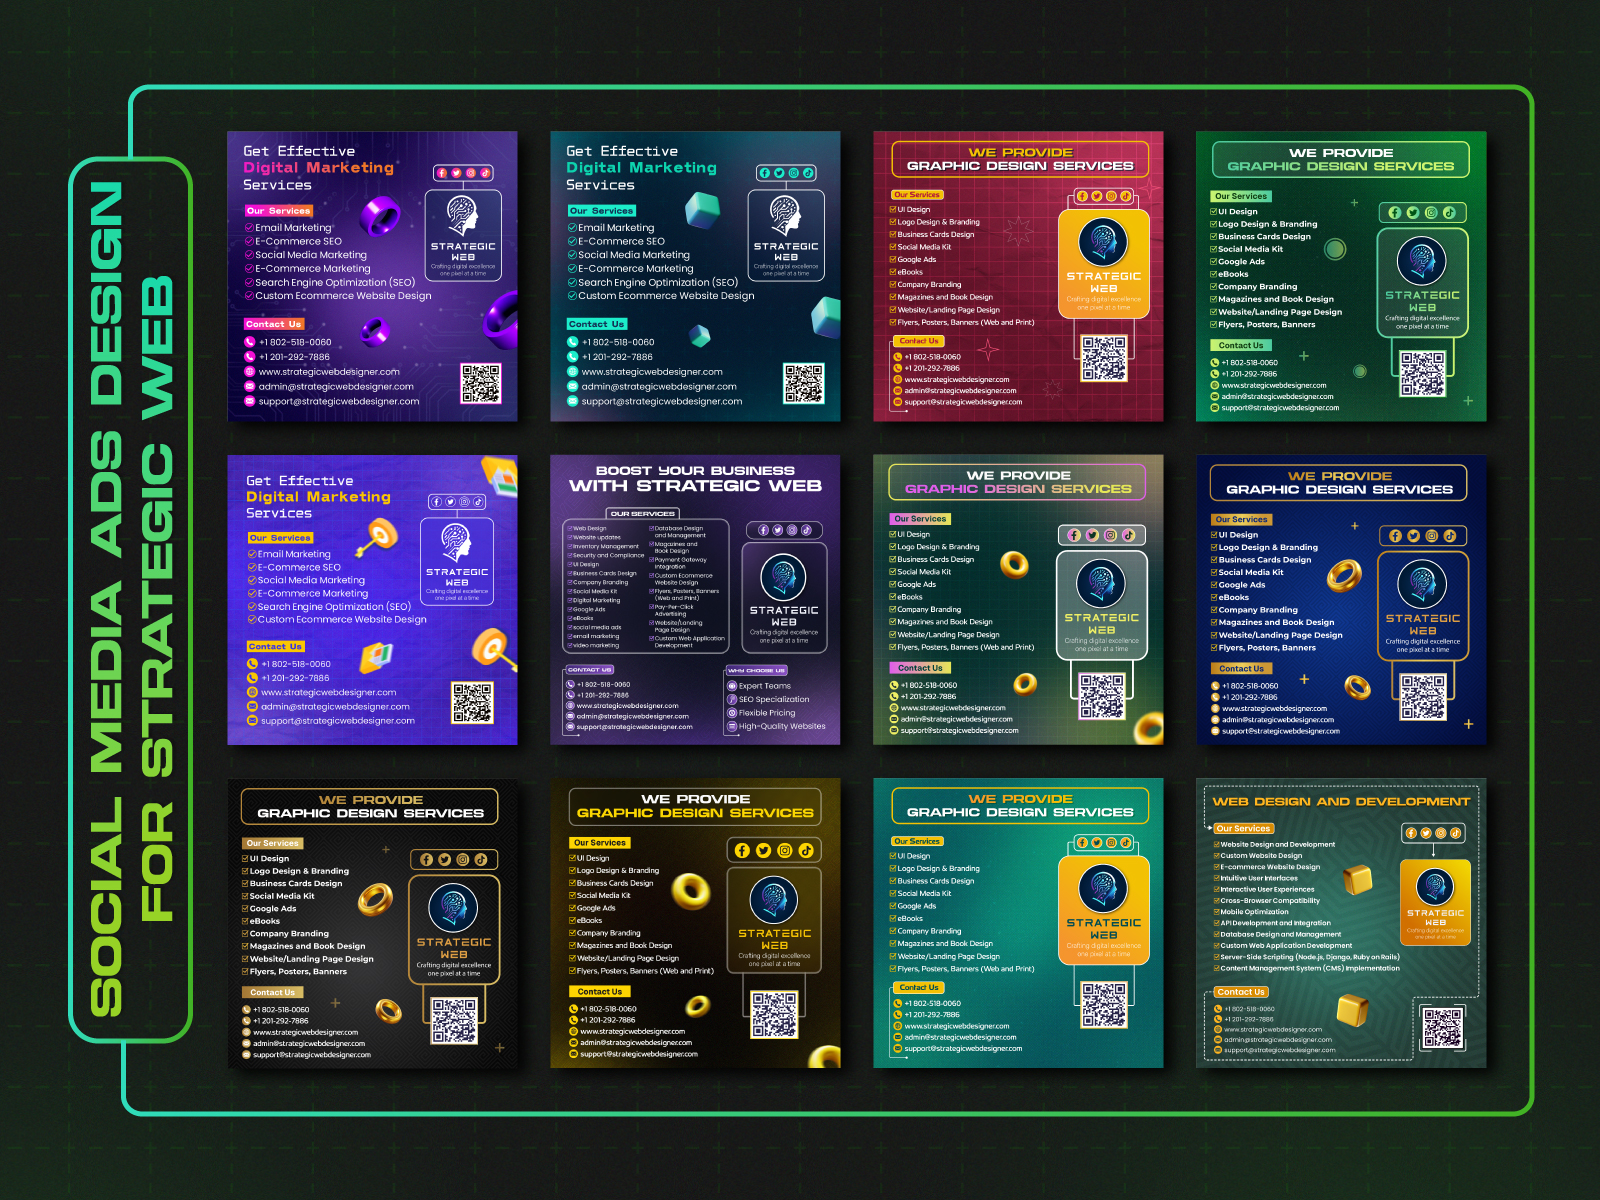 SOCIAL MEDIA ADS DESIGN
FOR STRATEGIC WEB
Get Effective
Digital Marketing
Services
Our Services
Email Marketing
E-Commerce SEO
Social Media Marketing
E-Commerce Marketing
Search Engine Optimization (SEO)
Custom Ecommerce Website Design
Contact Us
+1 802-518-0060
+1 201-292-7886
www.strategicwebdesigner.com
admin@strategicwebdesigner.com
support@strategicwebdesigner.com
STRATEGIC
WEB
Crafting digital excellence
one pixel at a time
Get Effective
Digital Marketing
Services
Our Services
Email Marketing
E-Commerce SEO
Social Media Marketing
E-Commerce Marketing
Search Engine Optimization (SEO)
Custom Ecommerce Website Design
Contact Us
+1 802-518-0060
+1 201-292-7886
www.strategicwebdesigner.com
admin@strategicwebdesigner.com
support@strategicwebdesigner.com
STRATEGIC
WEB
Crafting digital excellence
one pixel at a time
WE PROVIDE
GRAPHIC DESIGN SERVICES
Our Services
UI Design
Logo Design & Branding
Business Cards Design
Social Media Kit
Google Ads
eBooks
Company Branding
Magazines and Book Design
Website/Landing Page Design
Flyers, Posters, Banners (Web and Print)
Contact Us
+1 802-518-0060
+1 201-292-7886
www.strategicwebdesigner.com
admin@strategicwebdesigner.com
support@strategicwebdesigner.com
STRATEGIC
WEB
Crafting digital excellence
one pixel at a time
WE PROVIDE
GRAPHIC DESIGN SERVICES
Our Services
UI Design
Logo Design & Branding
Business Cards Design
Social Media Kit
Google Ads
eBooks
Company Branding
Magazines and Book Design
Website/Landing Page Design
Flyers, Posters, Banners
Contact Us
+1 802-518-0060
+1 201-292-7886
www.strategicwebdesigner.com
admin@strategicwebdesigner.com
support@strategicwebdesigner.com
STRATEGIC
WEB
Crafting digital excellence
one pixel at a time
Get Effective
Digital Marketing
Services
Our Services
Email Marketing
E-Commerce SEO
Social Media Marketing
E-Commerce Marketing
Search Engine Optimization (SEO)
Custom Ecommerce Website Design
Contact Us
+1 802-518-0060
+1 201-292-7886
www.strategicwebdesigner.com
admin@strategicwebdesigner.com
support@strategicwebdesigner.com
STRATEGIC
WEB
Crafting digital excellence
one pixel at a time
BOOST YOUR BUSINESS
WITH STRATEGIC WEB
OUR SERVICES
Web Design
Website updates
Inventory Management
Security and Compliance
UI Design
Business Cards Design
Company Branding
Social Media Kit
Digital Marketing
Google Ads
eBooks
social media ads
email marketing
video marketing
Database Design
and Management
Magazines and
Book Design
Payment Gateway
Integration
Custom Ecommerce
Website Design
Flyers, Posters, Banners
(Web and Print)
Pay-Per-Click
Advertising
Website/Landing
Page Design
Custom Web Application
Development
STRATEGIC
WEB
Crafting digital excellence
one pixel at a time
CONTACT US
+1 802-518-0060
+1 201-292-7886
www.strategicwebdesigner.com
admin@strategicwebdesigner.com
support@strategicwebdesigner.com
WHY CHOOSE US
Expert Teams
SEO Specialization
Flexible Pricing
High-Quality Websites
WE PROVIDE
GRAPHIC DESIGN SERVICES
Our Services
UI Design
Logo Design & Branding
Business Cards Design
Social Media Kit
Google Ads
eBooks
Company Branding
Magazines and Book Design
Website/Landing Page Design
Flyers, Posters, Banners (Web and Print)
Contact Us
+1 802-518-0060
+1 201-292-7886
www.strategicwebdesigner.com
admin@strategicwebdesigner.com
support@strategicwebdesigner.com
STRATEGIC
WEB
Crafting digital excellence
one pixel at a time
WE PROVIDE
GRAPHIC DESIGN SERVICES
Our Services
UI Design
Logo Design & Branding
Business Cards Design
Social Media Kit
Google Ads
eBooks
Company Branding
Magazines and Book Design
Website/Landing Page Design
Flyers, Posters, Banners
Contact Us
+1 802-518-0060
+1 201-292-7886
www.strategicwebdesigner.com
admin@strategicwebdesigner.com
support@strategicwebdesigner.com
STRATEGIC
WEB
Crafting digital excellence
one pixel at a time
WE PROVIDE
GRAPHIC DESIGN SERVICES
Our Services
UI Design
Logo Design & Branding
Business Cards Design
Social Media Kit
Google Ads
eBooks
Company Branding
Magazines and Book Design
Website/Landing Page Design
Flyers, Posters, Banners
Contact Us
+1 802-518-0060
+1 201-292-7886
www.strategicwebdesigner.com
admin@strategicwebdesigner.com
support@strategicwebdesigner.com
STRATEGIC
WEB
Crafting digital excellence
one pixel at a time
WE PROVIDE
GRAPHIC DESIGN SERVICES
Our Services
UI Design
Logo Design & Branding
Business Cards Design
Social Media Kit
Google Ads
eBooks
Company Branding
Magazines and Book Design
Website/Landing Page Design
Flyers, Posters, Banners (Web and Print)
Contact Us
+1 802-518-0060
+1 201-292-7886
www.strategicwebdesigner.com
admin@strategicwebdesigner.com
support@strategicwebdesigner.com
STRATEGIC
WEB
Crafting digital excellence
one pixel at a time
WE PROVIDE
GRAPHIC DESIGN SERVICES
Our Services
UI Design
Logo Design & Branding
Business Cards Design
Social Media Kit
Google Ads
eBooks
Company Branding
Magazines and Book Design
Website/Landing Page Design
Flyers, Posters, Banners (Web and Print)
Contact Us
+1 802-518-0060
+1 201-292-7886
www.strategicwebdesigner.com
admin@strategicwebdesigner.com
support@strategicwebdesigner.com
STRATEGIC
WEB
Crafting digital excellence
one pixel at a time
WEB DESIGN AND DEVELOPMENT
Our Services
Website Design and Development
Custom Website Design
E-commerce Website Design
Intuitive User Interfaces
Interactive User Experiences
Cross-Browser Compatibility
Mobile Optimization
API Development and Integration
Database Design and Management
Custom Web Application Development
Server-Side Scripting (Node.js, Django, Ruby on Rails)
Content Management System (CMS) Implementation
Contact Us
+1 802-518-0060
+1 201-292-7886
www.strategicwebdesigner.com
admin@strategicwebdesigner.com
support@strategicwebdesigner.com
STRATEGIC
WEB
Crafting digital excellence
one pixel at a time